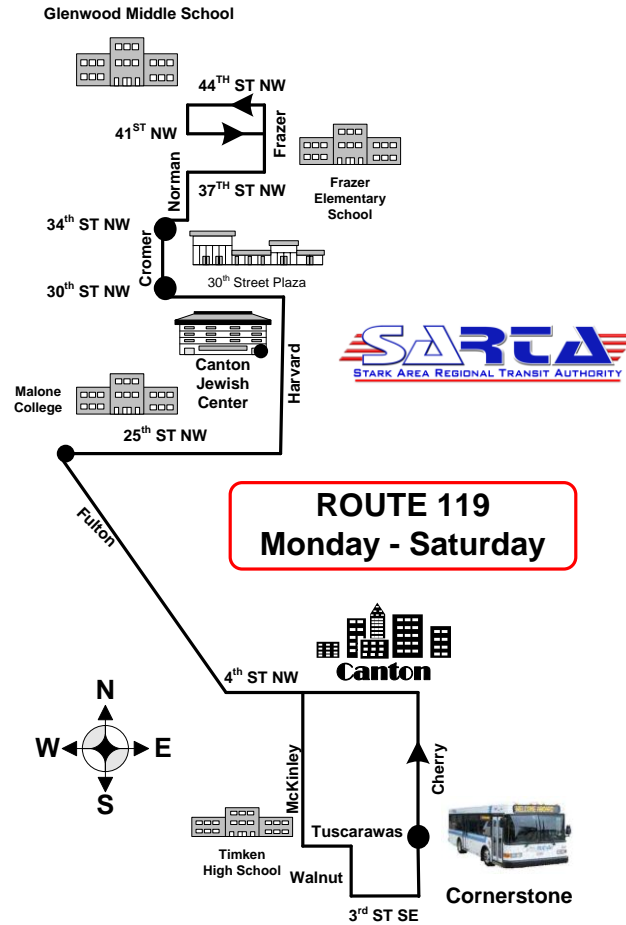 Glenwood Middle School
44TH ST NW
41ST NW
Frazer
Norman
37TH ST NW
Frazer
Elementary
School
34th ST NW
Cromer
30th Street Plaza
30th ST NW
Canton
Jewish
Center
Harvard
SARTA
STARK AREA REGIONAL TRANSIT AUTHORITY
Malone
College
25th ST NW
Fulton
ROUTE 119
Monday - Saturday
4th ST NW
Canton
N
W
E
S
McKinley
Cherry
Tuscarawas
WELCOME ABOARD
Timken
High School
Walnut
Cornerstone
3rd ST SE